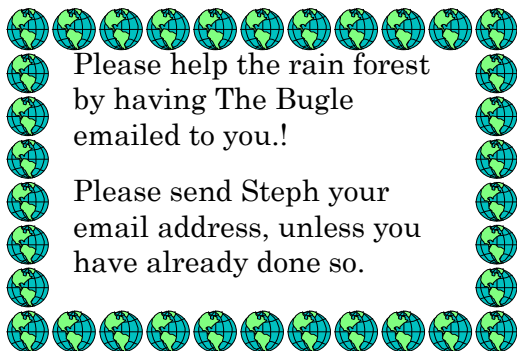 Please help the rain forest
by having The Bugle
emailed to you.!
Please send Steph your
email address, unless you
have already done so.